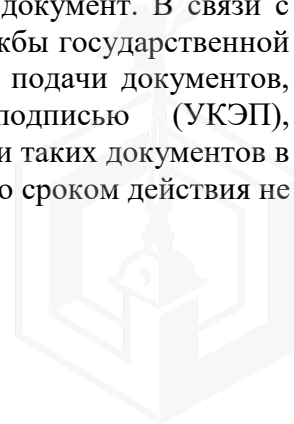 документ. В связи с
жбы государственной
подачи документов,
подписью (УКЭП),
и таких документов в
о сроком действия не